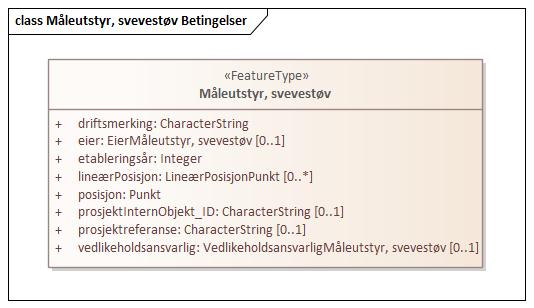 class Måleutstyr, svevestøv Betingelser
«FeatureType»
Måleutstyr, svevestøv
+ driftsmerking: CharacterString
+ eier: EierMåleutstyr, svevestøv [0..1]
+ etableringsår: Integer
+ lineærPosisjon: LineærPosisjonPunkt [0..*]
+ posisjon: Punkt
+ prosjektInternObjekt_ID: CharacterString [0..1]
+ prosjektreferanse: CharacterString [0..1]
+ vedlikeholdsansvarlig: VedlikeholdsansvarligMåleutstyr, svevestøv [0..1]